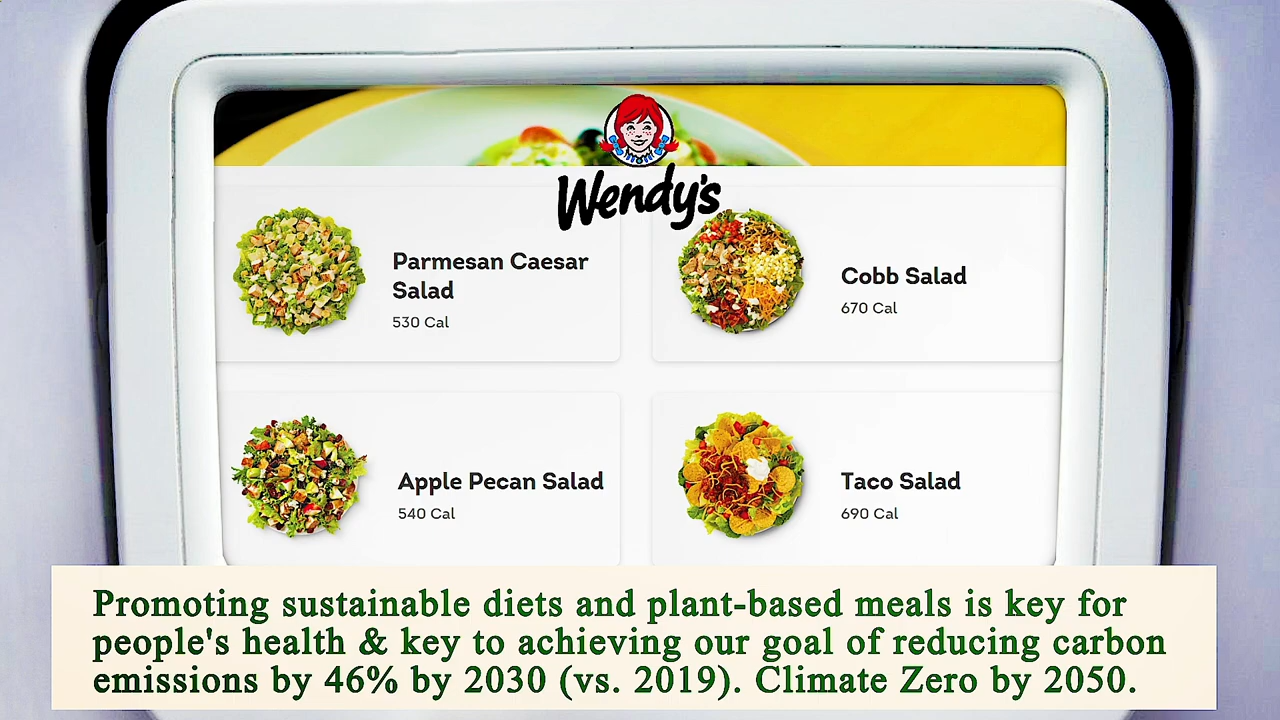 Wendy's
Parmesan Caesar
Salad
530 Cal
Cobb Salad
670 Cal
Apple Pecan Salad
540 Cal
Taco Salad
690 Cal
Promoting sustainable diets and plant-based meals is key for
people's health & key to achieving our goal of reducing carbon
emissions by 46% by 2030 (vs. 2019). Climate Zero by 2050.